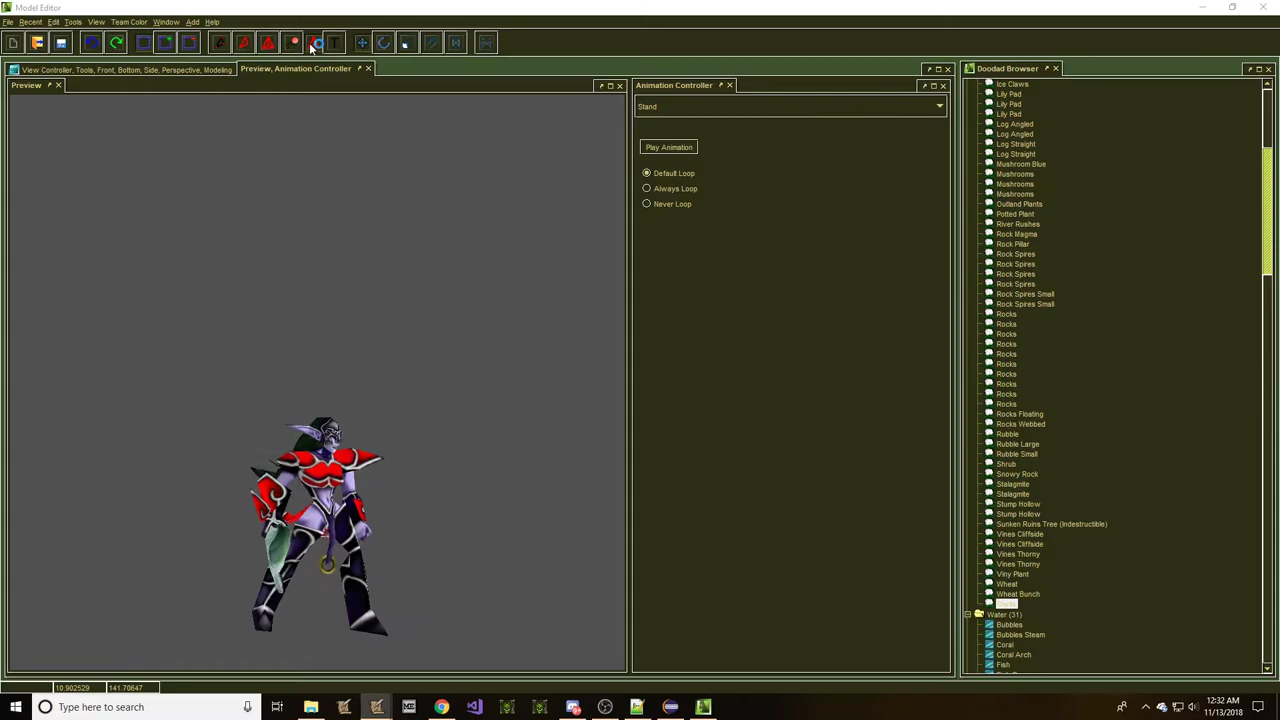 Model Editor
File Recent Edit Tools View Team Color Window Add Help
View Controller, Tools, Front, Bottom, Side, Perspective, Modeling
Preview, Animation Controller
Doodad Browser
Preview
Animation Controller
Stand
Play Animation
Default Loop
Always Loop
Never Loop
Ice Claws
Lily Pad
Lily Pad
Lily Pad
Log Angled
Log Angled
Log Straight
Log Straight
Mushroom Blue
Mushrooms
Mushrooms
Mushrooms
Outland Plants
Potted Plant
River Rushes
Rock Magma
Rock Pillar
Rock Spires
Rock Spires
Rock Spires
Rock Spires
Rock Spires Small
Rock Spires Small
Rocks
Rocks
Rocks
Rocks
Rocks
Rocks
Rocks
Rocks
Rocks
Rocks
Rocks Floating
Rocks Webbed
Rubble
Rubble Large
Rubble Small
Shrub
Snowy Rock
Stalagmite
Stalagmite
Stump Hollow
Stump Hollow
Sunken Ruins Tree (Indestructible)
Vines Cliffside
Vines Cliffside
Vines Thorny
Vines Thorny
Viny Plant
Wheat
Wheat Bunch
Water (31)
Bubbles
Bubbles Steam
Coral
Coral Arch
Fish
10.902529 141.70647
Type here to search
12:32 AM
11/13/2018